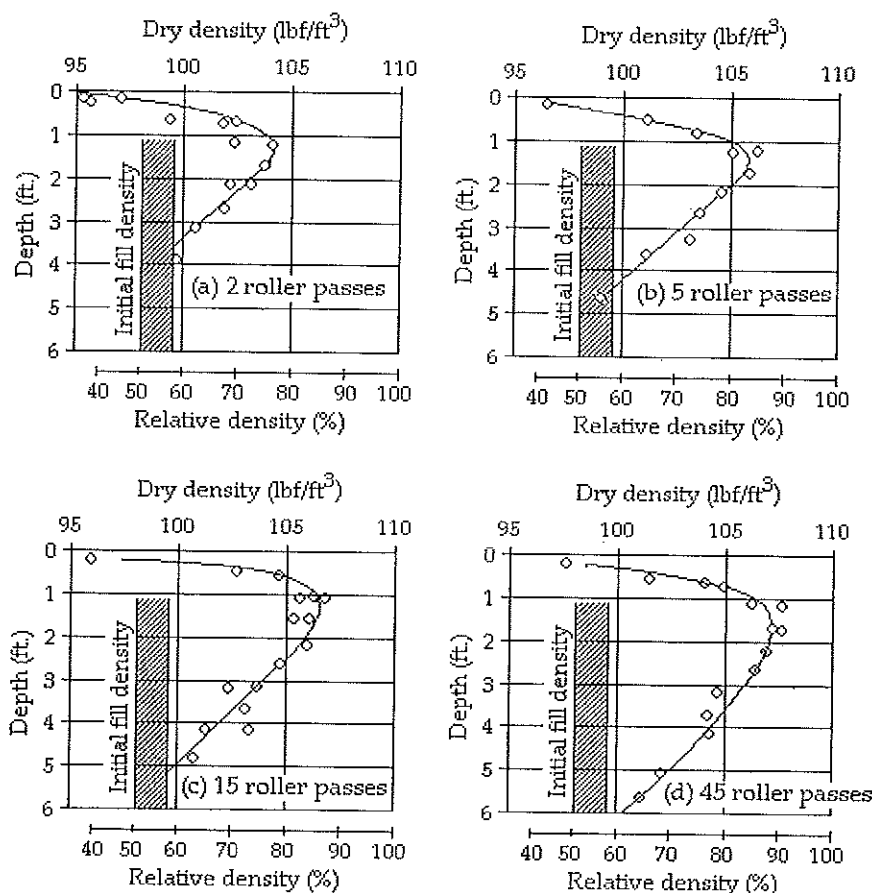 Dry density (lbf/ft³)
95 100 105 110
0
1
2
3
4
5
6
Depth (ft.)
Initial fill density
(a) 2 roller passes
40 50 60 70 80 90 100
Relative density (%)
Dry density (lbf/ft³)
95 100 105 110
0
1
2
3
4
5
6
Depth (ft.)
Initial fill density
(b) 5 roller passes
40 50 60 70 80 90 100
Relative density (%)
Dry density (lbf/ft³)
95 100 105 110
0
1
2
3
4
5
6
Depth (ft.)
Initial fill density
(c) 15 roller passes
40 50 60 70 80 90 100
Relative density (%)
Dry density (lbf/ft³)
95 100 105 110
0
1
2
3
4
5
6
Depth (ft.)
Initial fill density
(d) 45 roller passes
40 50 60 70 80 90 100
Relative density (%)